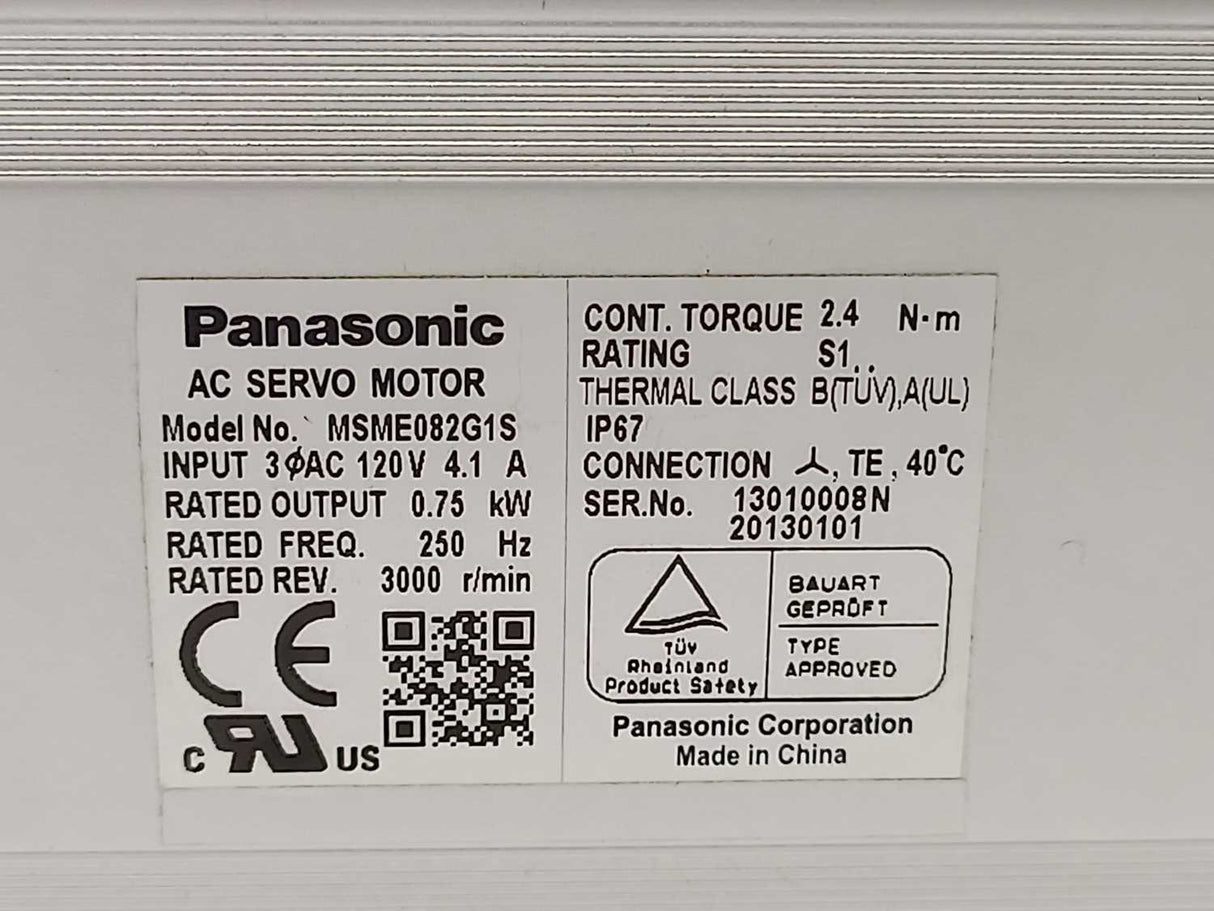 Panasonic
AC SERVO MOTOR
Model No. MSME082G1S
INPUT 3ϕAC 120V 4.1 A
RATED OUTPUT 0.75 kW
RATED FREQ. 250 Hz
RATED REV. 3000 r/min
CE
c RU US
CONT. TORQUE 2.4 N·m
RATING S1
THERMAL CLASS B(TÜV),A(UL)
IP67
CONNECTION ⅄, TE, 40°C
SER.No. 13010008N
20130101
TÜV
Rheinland
Product Safety
BAUART
GEPRÜFT
TYPE
APPROVED
Panasonic Corporation
Made in China